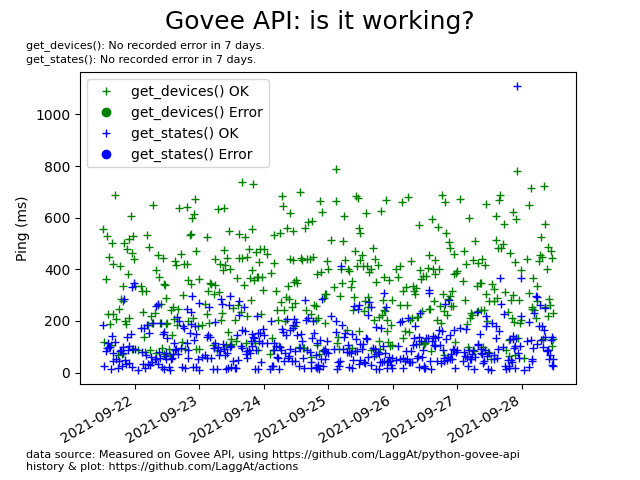 Govee API: is it working?
get_devices(): No recorded error in 7 days.
get_states(): No recorded error in 7 days.
get_devices() OK
get_devices() Error
get_states() OK
get_states() Error
Ping (ms)
1000
800
600
400
200
0
2021-09-22
2021-09-23
2021-09-24
2021-09-25
2021-09-26
2021-09-27
2021-09-28
data source: Measured on Govee API, using https://github.com/LaggAt/python-govee-api
history & plot: https://github.com/LaggAt/actions